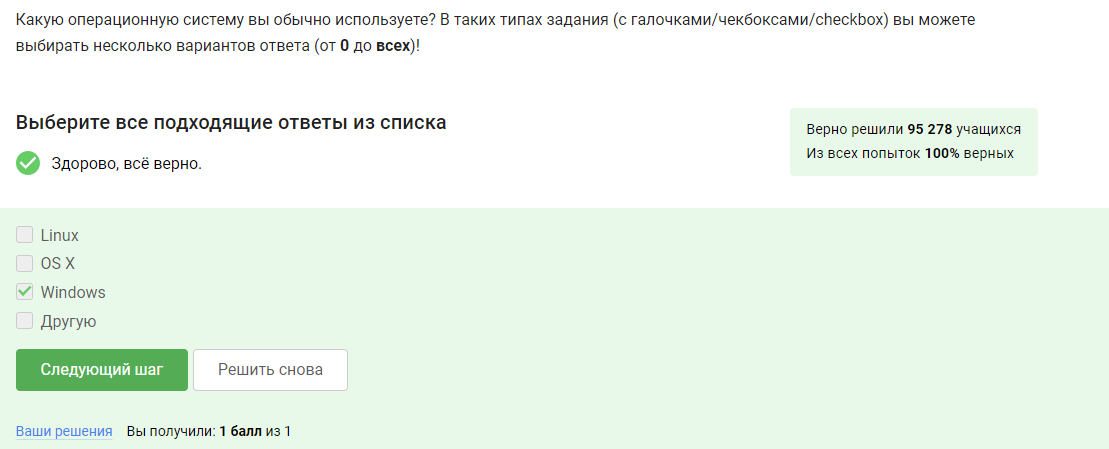 Какую операционную систему вы обычно используете? В таких типах задания (с галочками/чекбоксами/checkbox) вы можете
выбирать несколько вариантов ответа (от 0 до всех)!
Выберите все подходящие ответы из списка
Верно решили 95 278 учащихся
Из всех попыток 100% верных
Здорово, всё верно.
Linux
OS X
Windows
Другую
Следующий шаг
Решить снова
Ваши решения Вы получили: 1 балл из 1